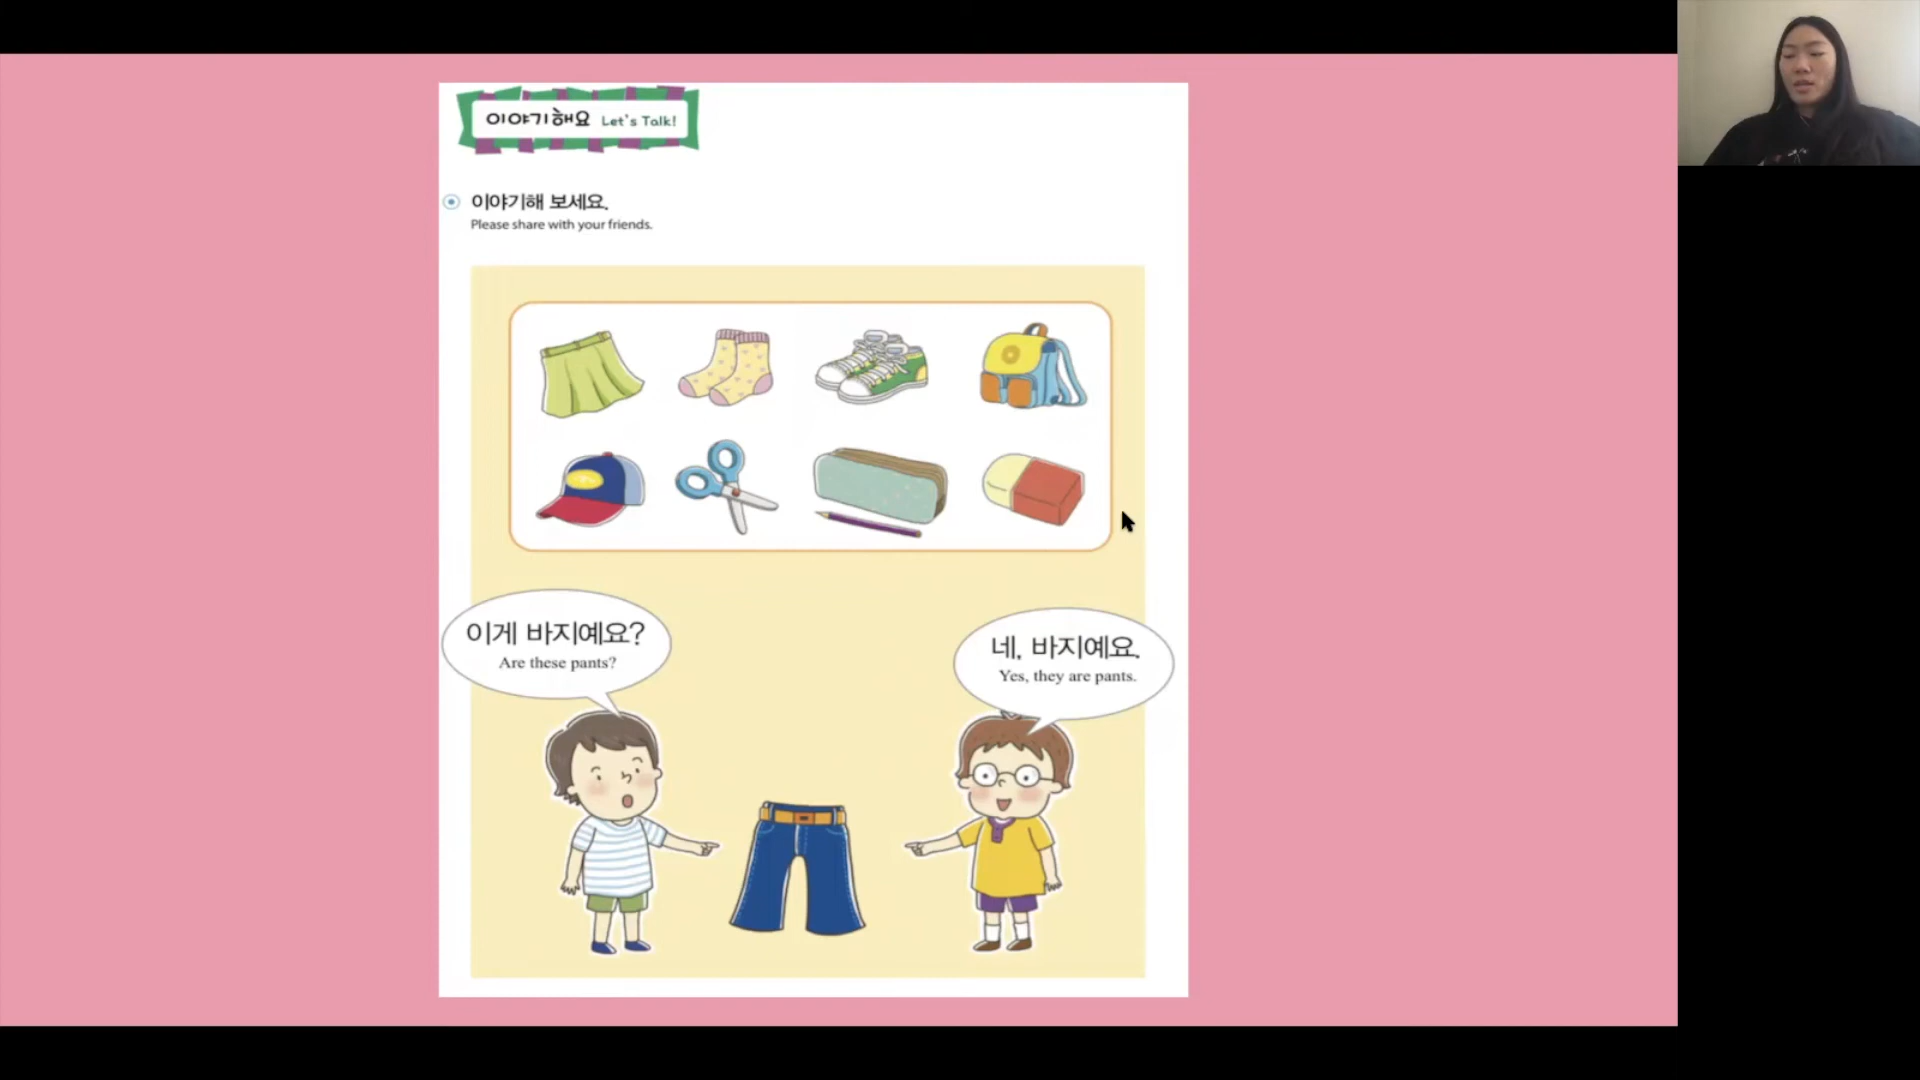 이야기해요 Let's Talk!
이야기해 보세요.
Please share with your friends.
이게 바지예요?
Are these pants?
네, 바지예요.
Yes, they are pants.